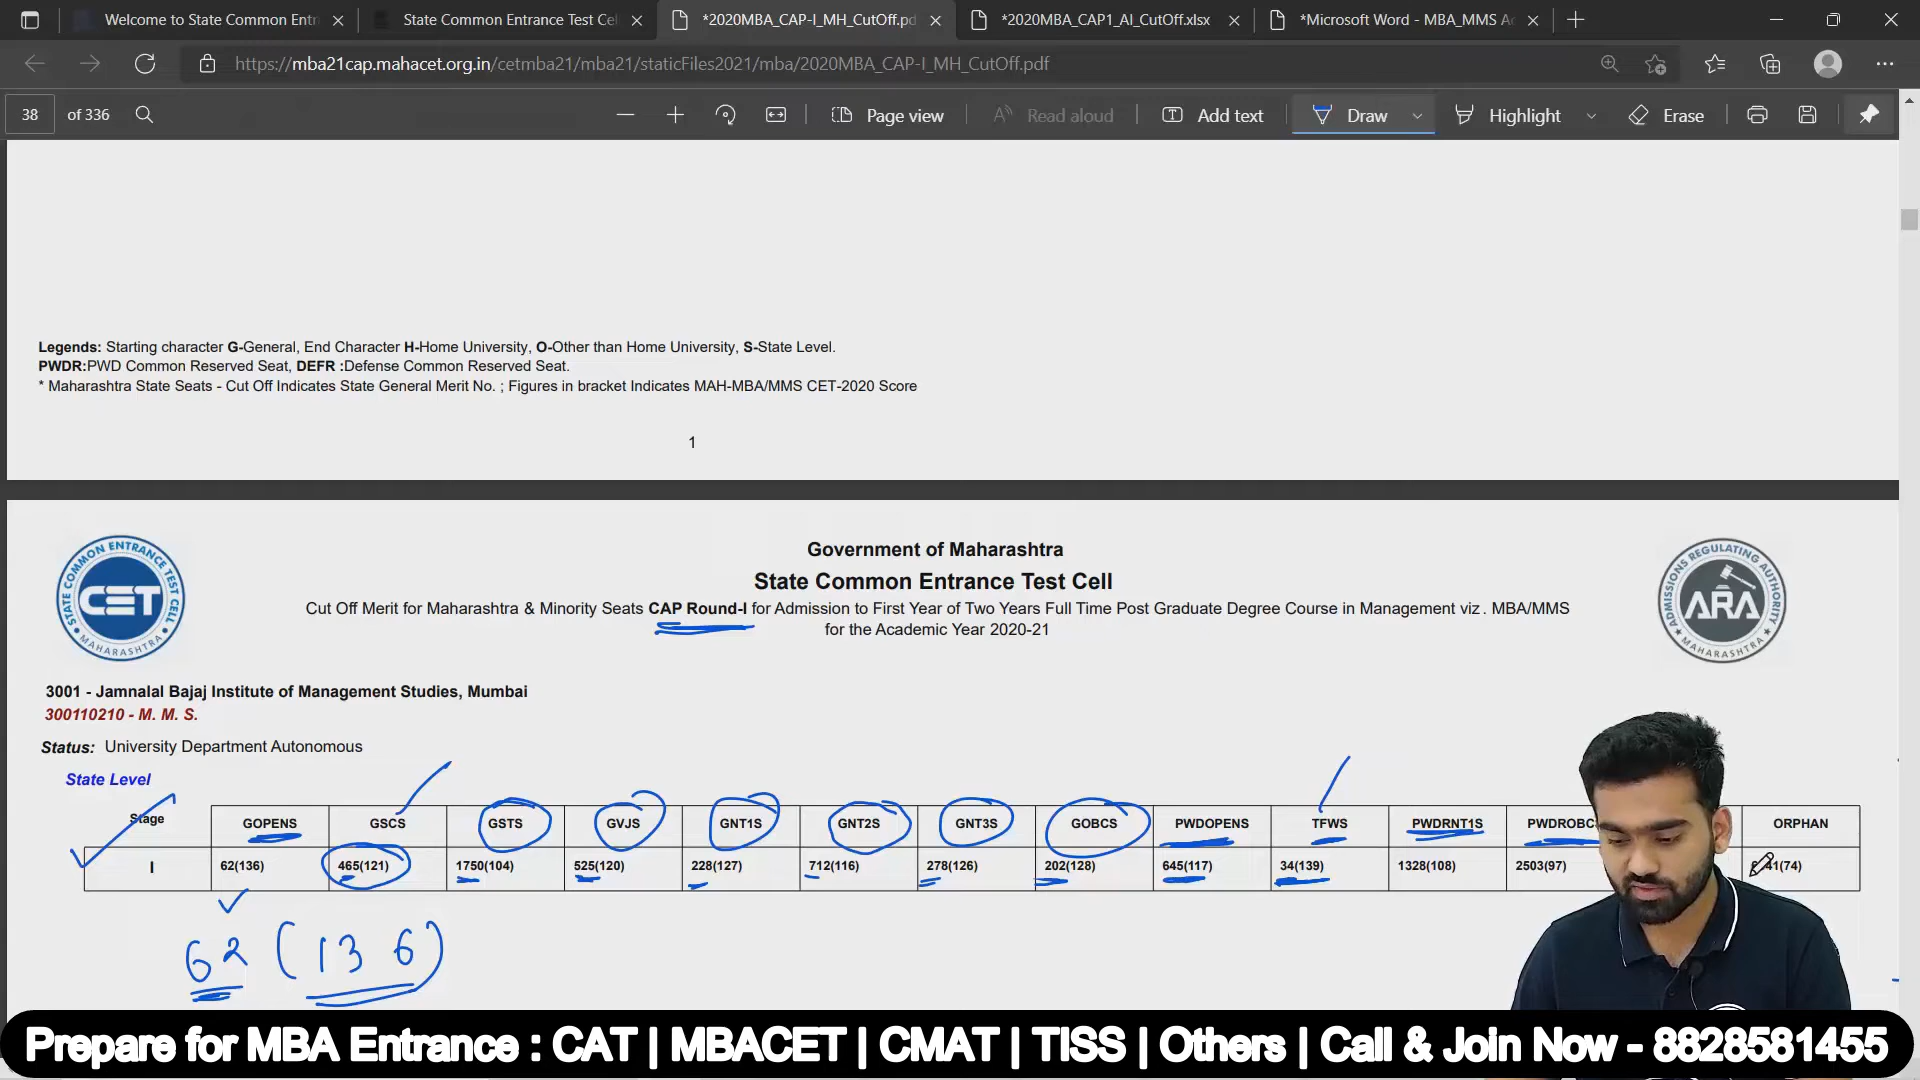 Welcome to State Common Entr
State Common Entrance Test Cel
*2020MBA_CAP-I_MH_CutOff.pd
*2020MBA_CAP1_AI_CutOff.xlsx
*Microsoft Word - MBA_MMS A
https://mba21cap.mahacet.org.in/cetmba21/mba21/staticFiles2021/mba/2020MBA_CAP-I_MH_CutOff.pdf
38 of 336
Page view
Read aloud
Add text
Draw
Highlight
Erase
Legends: Starting character G-General, End Character H-Home University, O-Other than Home University, S-State Level.
PWDR:PWD Common Reserved Seat, DEFR :Defense Common Reserved Seat.
* Maharashtra State Seats - Cut Off Indicates State General Merit No. ; Figures in bracket Indicates MAH-MBA/MMS CET-2020 Score
1
STATE COMMON ENTRANCE TEST CELL
CET
MAHARASHTRA
Government of Maharashtra
State Common Entrance Test Cell
Cut Off Merit for Maharashtra & Minority Seats CAP Round-I for Admission to First Year of Two Years Full Time Post Graduate Degree Course in Management viz. MBA/MMS
for the Academic Year 2020-21
ADMISSIONS REGULATING AUTHORITY
ARA
MAHARASHTRA
3001 - Jamnalal Bajaj Institute of Management Studies, Mumbai
300110210 - M. M. S.
Status: University Department Autonomous
State Level
Stage GOPENS GSCS GSTS GVJS GNT1S GNT2S GNT3S GOBCS PWDOPENS TFWS PWDRNT1S PWDROBC ORPHAN
I 62(136) 465(121) 1750(104) 525(120) 228(127) 712(116) 278(126) 202(128) 645(117) 34(139) 1328(108) 2503(97) 41(74)
62 (136)
Prepare for MBA Entrance : CAT | MBACET | CMAT | TISS | Others | Call & Join Now - 8828581455